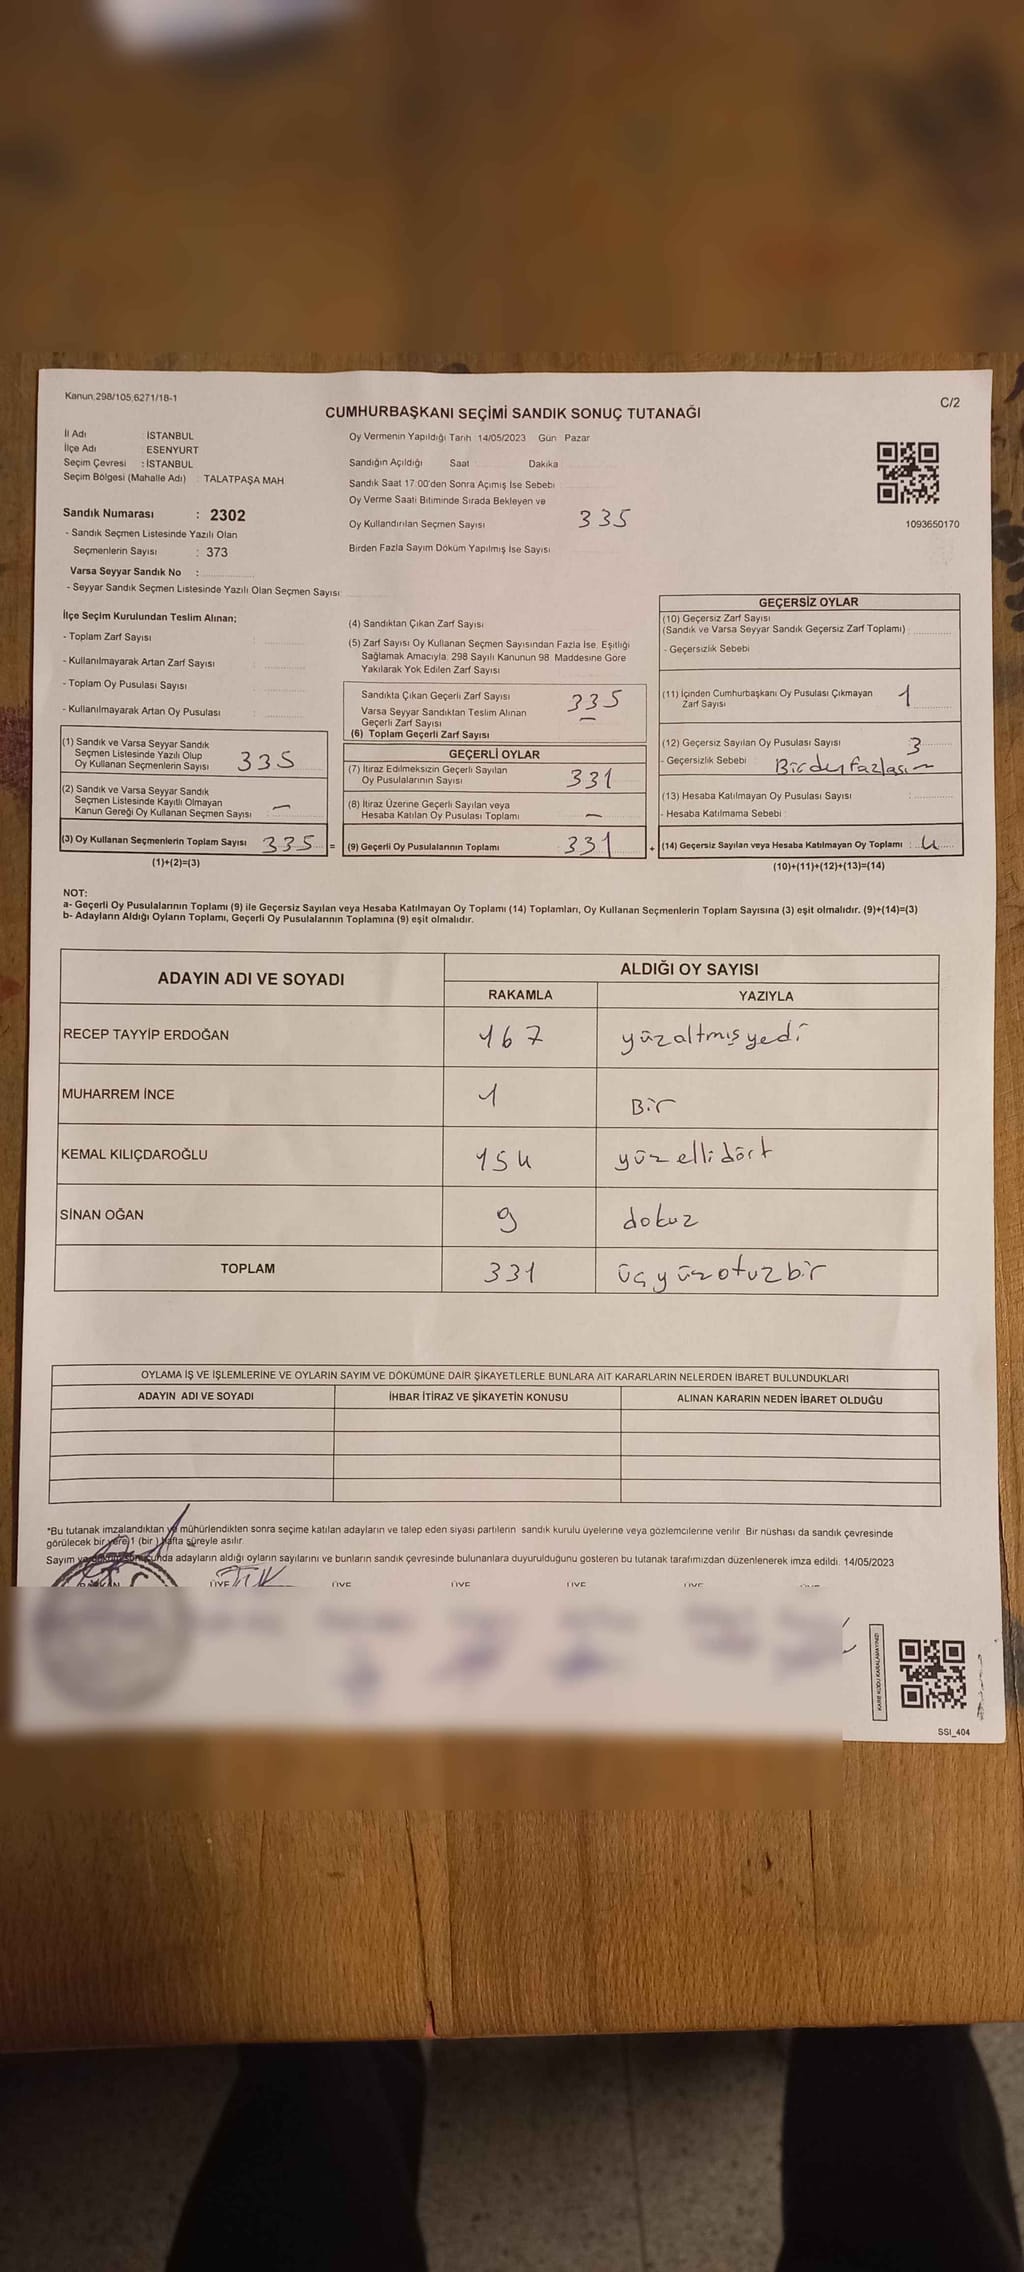 Kanun, 298/105,6271/18-1
C/2
CUMHURBAŞKANI SEÇİMİ SANDIK SONUÇ TUTANAĞI
İl Adı : İSTANBUL
İlçe Adı : ESENYURT
Seçim Çevresi : İSTANBUL
Seçim Bölgesi (Mahalle Adı) : TALATPAŞA MAH
Sandık Numarası : 2302
- Sandık Seçmen Listesinde Yazılı Olan
Seçmenlerin Sayısı : 373
Varsa Seyyar Sandık No :
- Seyyar Sandık Seçmen Listesinde Yazılı Olan Seçmen Sayısı:
Oy Vermenin Yapıldığı Tarih 14/05/2023 Gün Pazar
Sandığın Açıldığı Saat Dakika
Sandık Saat 17:00'den Sonra Açımış İse Sebebi
Oy Verme Saati Bitiminde Sırada Bekleyen ve
Oy Kullandırılan Seçmen Sayısı 335
Birden Fazla Sayım Döküm Yapılmış İse Sayısı
1093650170
İlçe Seçim Kurulundan Teslim Alınan;
- Toplam Zarf Sayısı :
- Kullanılmayarak Artan Zarf Sayısı :
- Toplam Oy Pusulası Sayısı :
- Kullanılmayarak Artan Oy Pusulası :
(1) Sandık ve Varsa Seyyar Sandık
Seçmen Listesinde Yazılı Olup
Oy Kullanan Seçmenlerin Sayısı 335
(2) Sandık ve Varsa Seyyar Sandık
Seçmen Listesinde Kayıtlı Olmayan
Kanun Gereği Oy Kullanan Seçmen Sayısı : —
(3) Oy Kullanan Seçmenlerin Toplam Sayısı 335 =
(1)+(2)=(3)
(4) Sandıktan Çıkan Zarf Sayısı
(5) Zarf Sayısı Oy Kullanan Seçmen Sayısından Fazla İse, Eşitliği
Sağlamak Amacıyla; 298 Sayılı Kanunun 98. Maddesine Göre
Yakılarak Yok Edilen Zarf Sayısı
Sandıkta Çıkan Geçerli Zarf Sayısı 335
Varsa Seyyar Sandıktan Teslim Alınan
Geçerli Zarf Sayısı —
(6) Toplam Geçerli Zarf Sayısı
GEÇERLİ OYLAR
(7) İtiraz Edilmeksizin Geçerli Sayılan
Oy Pusulalarının Sayısı 331
(8) İtiraz Üzerine Geçerli Sayılan veya
Hesaba Katılan Oy Pusulası Toplamı —
(9) Geçerli Oy Pusulalarının Toplamı : 331 +
GEÇERSİZ OYLAR
(10) Geçersiz Zarf Sayısı
(Sandık ve Varsa Seyyar Sandık Geçersiz Zarf Toplamı) :
- Geçersizlik Sebebi
(11) İçinden Cumhurbaşkanı Oy Pusulası Çıkmayan
Zarf Sayısı 1
(12) Geçersiz Sayılan Oy Pusulası Sayısı 3
- Geçersizlik Sebebi : Birden fazlasın
(13) Hesaba Katılmayan Oy Pusulası Sayısı :
- Hesaba Katılmama Sebebi :
(14) Geçersiz Sayılan veya Hesaba Katılmayan Oy Toplamı : 4
(10)+(11)+(12)+(13)=(14)
NOT:
a- Geçerli Oy Pusulalarının Toplamı (9) ile Geçersiz Sayılan veya Hesaba Katılmayan Oy Toplamı (14) Toplamları, Oy Kullanan Seçmenlerin Toplam Sayısına (3) eşit olmalıdır. (9)+(14)=(3)
b- Adayların Aldığı Oyların Toplamı, Geçerli Oy Pusulalarının Toplamına (9) eşit olmalıdır.
ADAYIN ADI VE SOYADI
ALDIĞI OY SAYISI
RAKAMLA YAZIYLA
RECEP TAYYİP ERDOĞAN 167 yüzaltmışyedi
MUHARREM İNCE 1 Bir
KEMAL KILIÇDAROĞLU 154 yüzellidört
SİNAN OĞAN 9 dokuz
TOPLAM 331 üçyüzotuzbir
OYLAMA İŞ VE İŞLEMLERİNE VE OYLARIN SAYIM VE DÖKÜMÜNE DAİR ŞİKAYETLERLE BUNLARA AİT KARARLARIN NELERDEN İBARET BULUNDUKLARI
ADAYIN ADI VE SOYADI İHBAR İTİRAZ VE ŞİKAYETİN KONUSU ALINAN KARARIN NEDEN İBARET OLDUĞU
*Bu tutanak imzalandıktan ve mühürlendikten sonra seçime katılan adayların ve talep eden siyasi partilerin sandık kurulu üyelerine veya gözlemcilerine verilir. Bir nüshası da sandık çevresinde
görülecek bir yere 1 (bir) hafta süreyle asılır.
Sayım ve döküm sonucunda adayların aldığı oyların sayılarını ve bunların sandık çevresinde bulunanlara duyurulduğunu gösteren bu tutanak tarafımızdan düzenlenerek imza edildi. 14/05/2023
BAŞKAN ÜYE ÜYE ÜYE ÜYE ÜYE ÜYE
KARE KODU KARALAMAYINIZ!
SSI_404